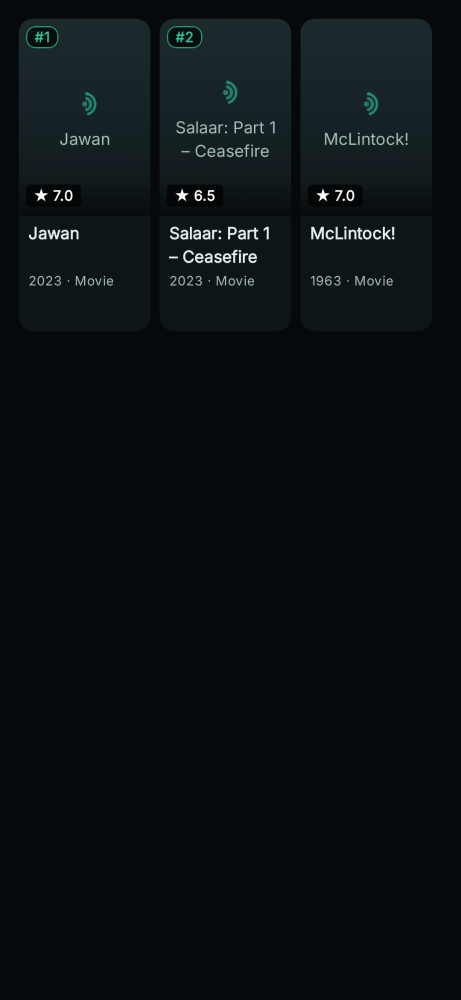 #1
Jawan
★ 7.0
Jawan
2023 · Movie
#2
Salaar: Part 1
– Ceasefire
★ 6.5
Salaar: Part 1
– Ceasefire
2023 · Movie
McLintock!
★ 7.0
McLintock!
1963 · Movie